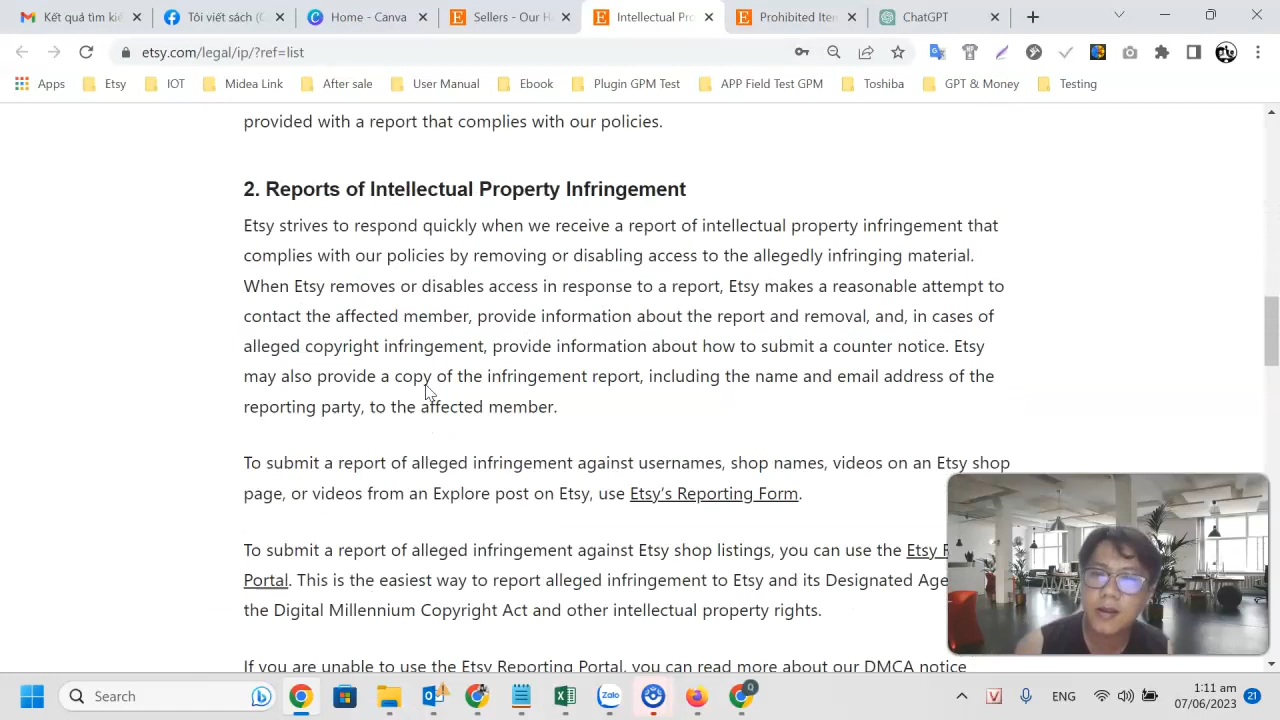 Kết quả tìm kiế
Tôi viết sách (
Home - Canva
Sellers - Our H
Intellectual Pro
Prohibited Iter
ChatGPT
etsy.com/legal/ip/?ref=list
Apps
Etsy
IOT
Midea Link
After sale
User Manual
Ebook
Plugin GPM Test
APP Field Test GPM
Toshiba
GPT & Money
Testing
provided with a report that complies with our policies.
2. Reports of Intellectual Property Infringement
Etsy strives to respond quickly when we receive a report of intellectual property infringement that
complies with our policies by removing or disabling access to the allegedly infringing material.
When Etsy removes or disables access in response to a report, Etsy makes a reasonable attempt to
contact the affected member, provide information about the report and removal, and, in cases of
alleged copyright infringement, provide information about how to submit a counter notice. Etsy
may also provide a copy of the infringement report, including the name and email address of the
reporting party, to the affected member.
To submit a report of alleged infringement against usernames, shop names, videos on an Etsy shop
page, or videos from an Explore post on Etsy, use Etsy's Reporting Form.
To submit a report of alleged infringement against Etsy shop listings, you can use the Etsy
Portal. This is the easiest way to report alleged infringement to Etsy and its Designated Age
the Digital Millennium Copyright Act and other intellectual property rights.
If you are unable to use the Etsy Reporting Portal, you can read more about our DMCA notice
Search
Zalo
Q
V
ENG
1:11 am
07/06/2023
21